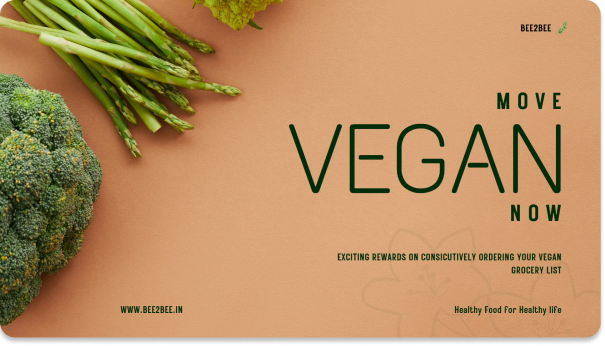 BEE2BEE
MOVE
VEGAN
NOW
EXCITING REWARDS ON CONSICUTIVELY ORDERING YOUR VEGAN
GROCERY LIST
WWW.BEE2BEE.IN
Healthy Food For Healthy life